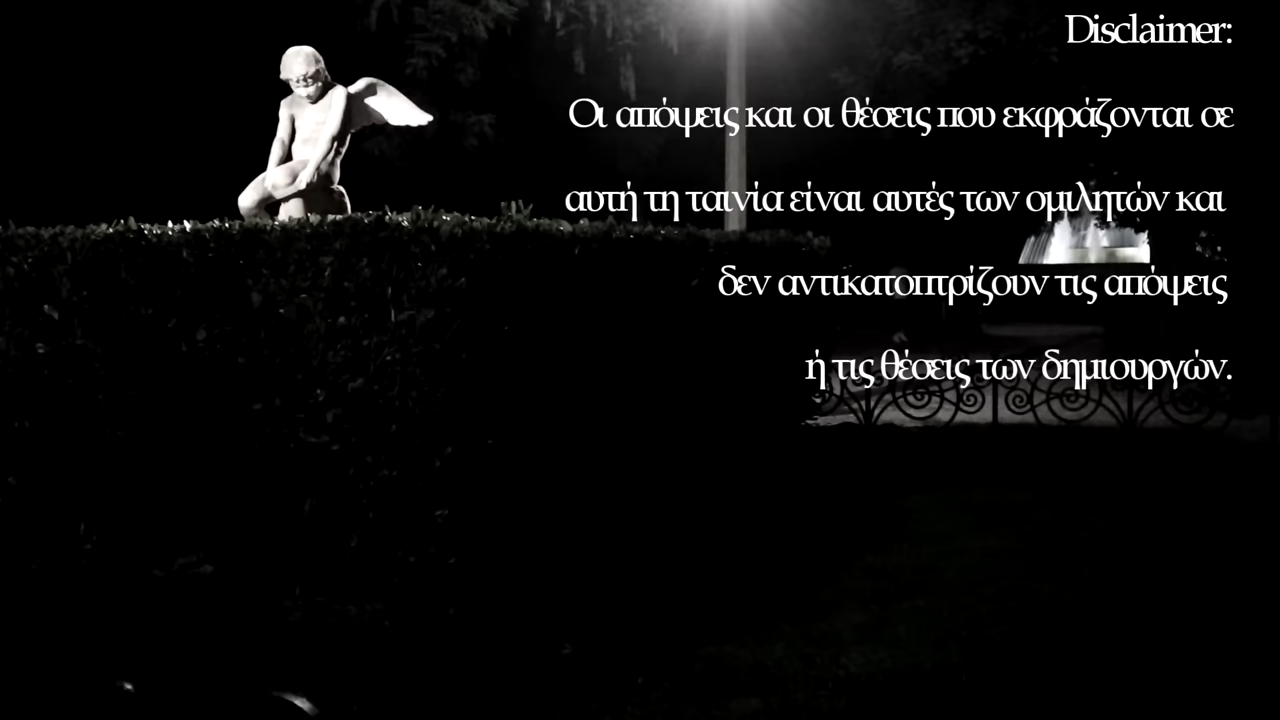 Disclaimer:
Οι απόψεις και οι θέσεις που εκφράζονται σε
αυτή τη ταινία είναι αυτές των ομιλητών και
δεν αντικατοπτρίζουν τις απόψεις
ή τις θέσεις των δημιουργών.